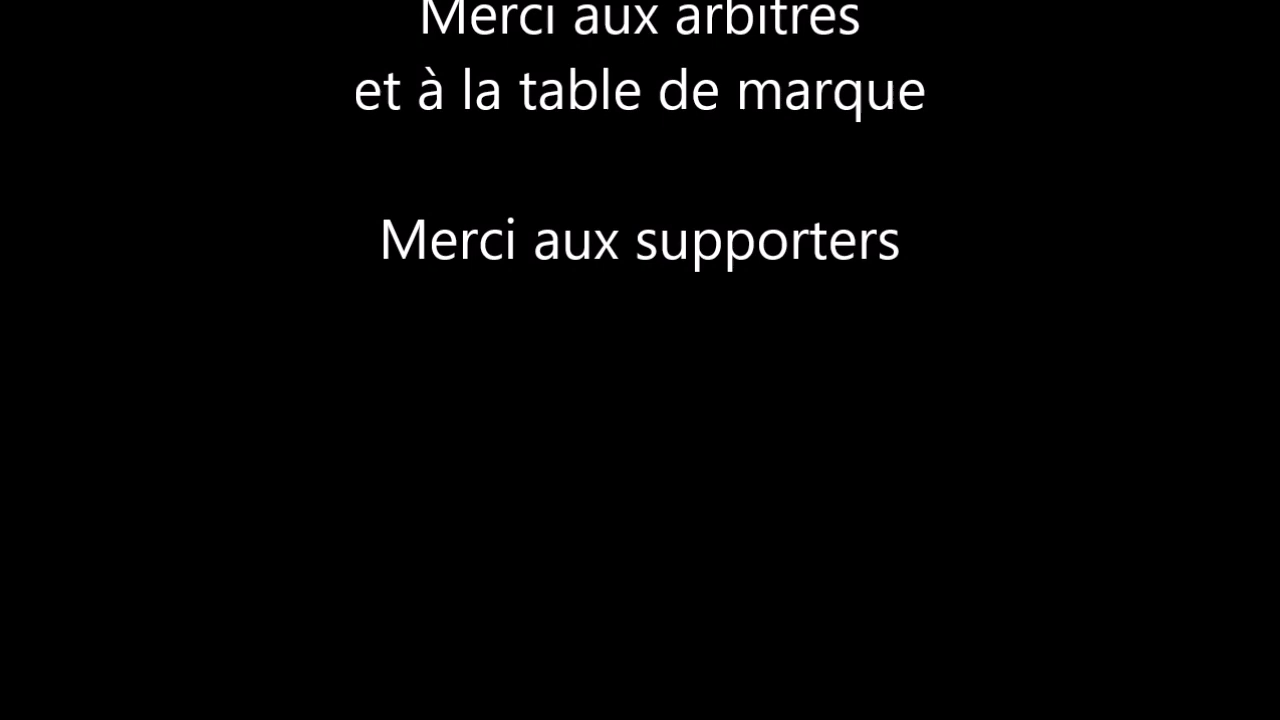 Merci aux arbitres
et à la table de marque
Merci aux supporters